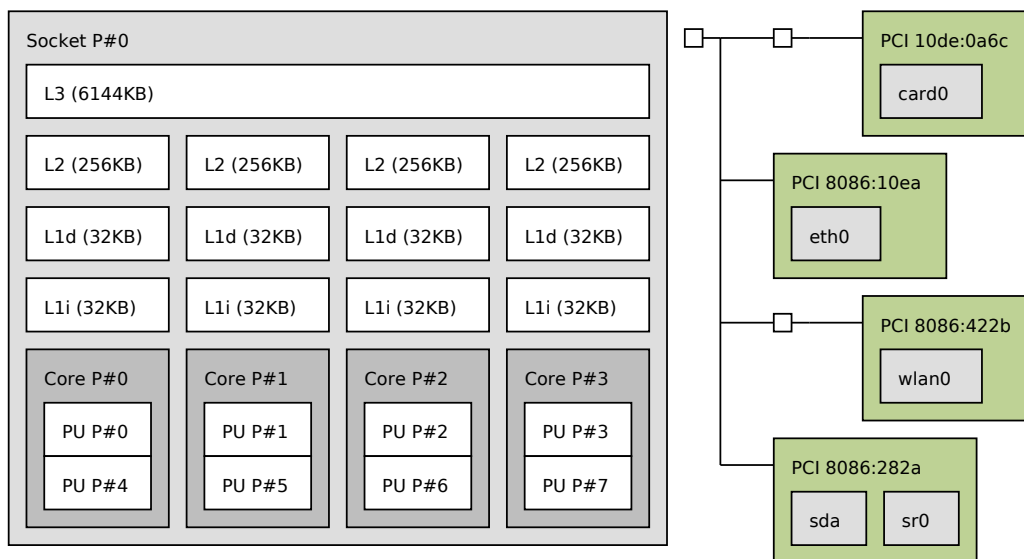 Socket P#0
L3 (6144KB)
L2 (256KB) L2 (256KB) L2 (256KB) L2 (256KB)
L1d (32KB) L1d (32KB) L1d (32KB) L1d (32KB)
L1i (32KB) L1i (32KB) L1i (32KB) L1i (32KB)
Core P#0 Core P#1 Core P#2 Core P#3
PU P#0 PU P#1 PU P#2 PU P#3
PU P#4 PU P#5 PU P#6 PU P#7
PCI 10de:0a6c
card0
PCI 8086:10ea
eth0
PCI 8086:422b
wlan0
PCI 8086:282a
sda sr0